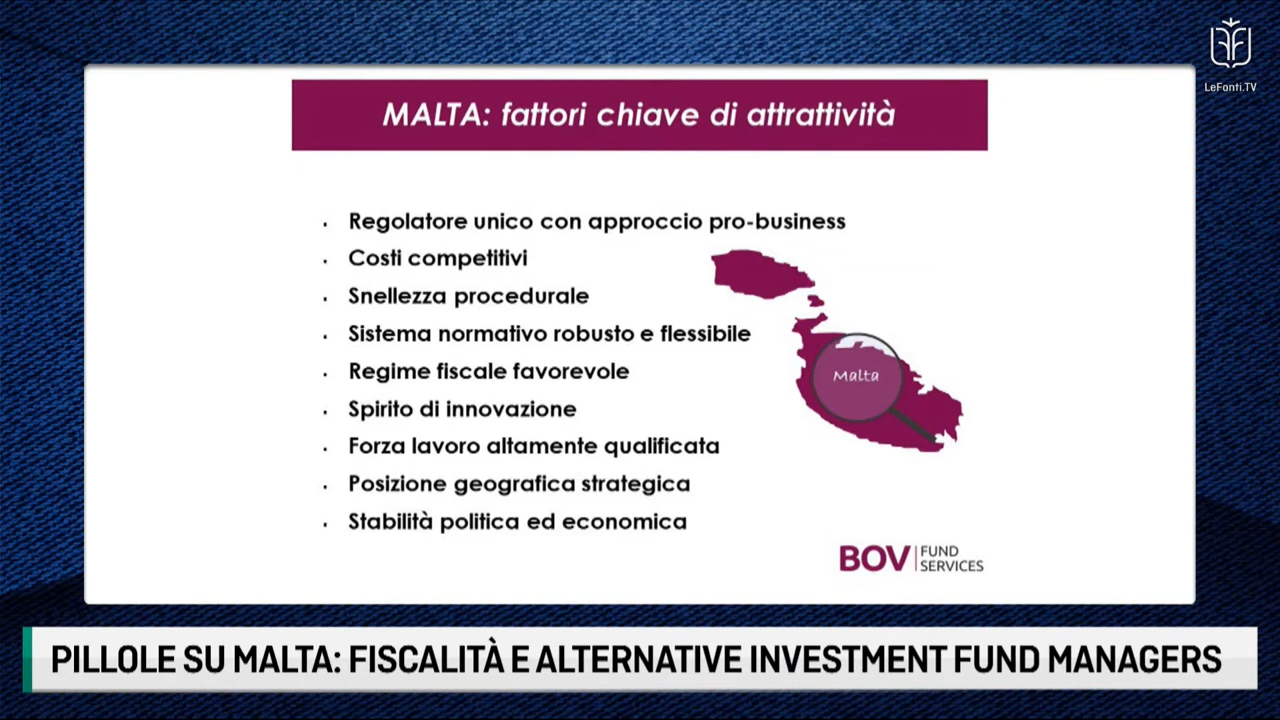 LeFonti.TV
MALTA: fattori chiave di attrattività
· Regolatore unico con approccio pro-business
· Costi competitivi
· Snellezza procedurale
· Sistema normativo robusto e flessibile
· Regime fiscale favorevole
· Spirito di innovazione
· Forza lavoro altamente qualificata
· Posizione geografica strategica
· Stabilità politica ed economica
Malta
BOV FUND
SERVICES
PILLOLE SU MALTA: FISCALITÀ E ALTERNATIVE INVESTMENT FUND MANAGERS